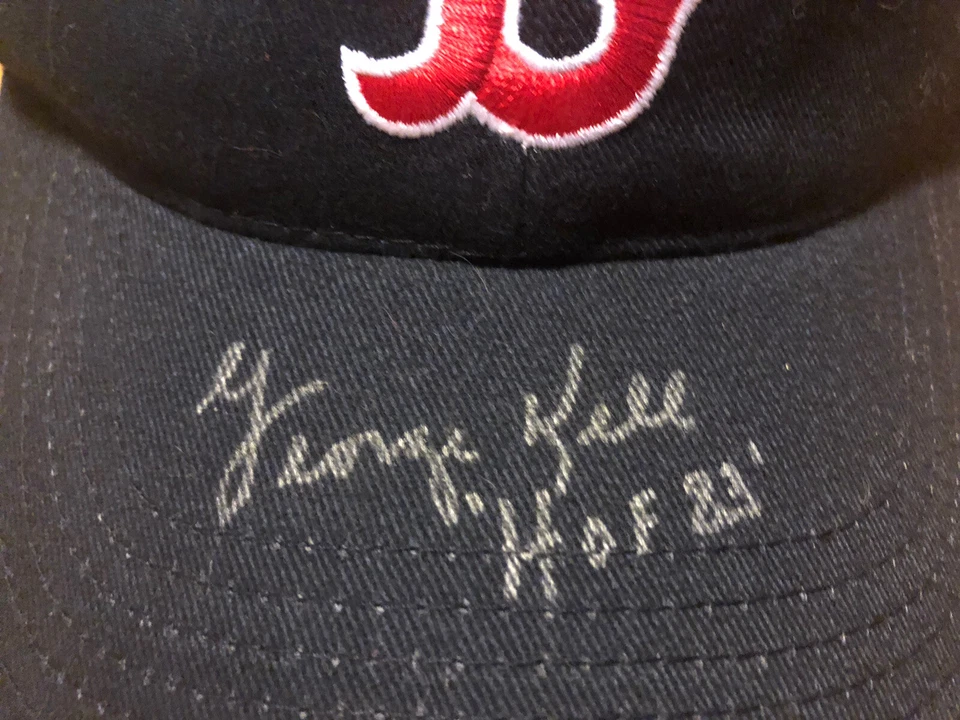 B
George Kell
"HOF 83'